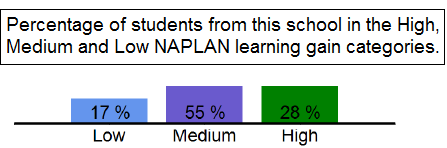 Percentage of students from this school in the High,
Medium and Low NAPLAN learning gain categories.
17 % 55 % 28 %
Low Medium High